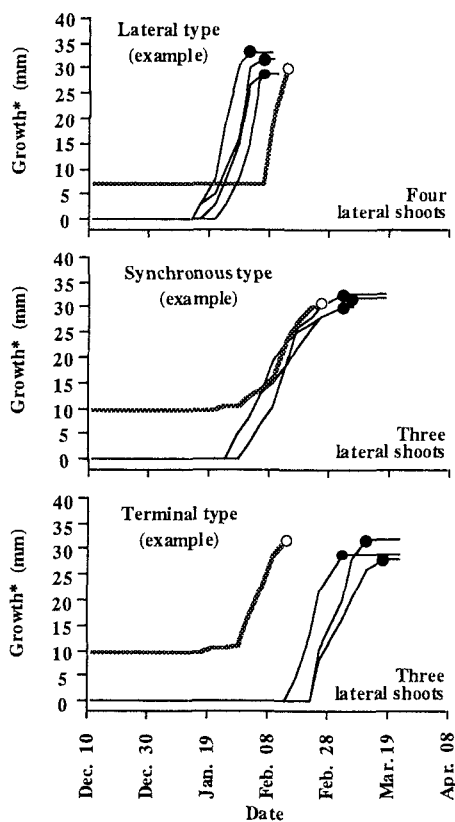 40
35
30
25
20
15
10
5
0
Growth* (mm)
Lateral type
(example)
Four
lateral shoots
40
35
30
25
20
15
10
5
0
Growth* (mm)
Synchronous type
(example)
Three
lateral shoots
40
35
30
25
20
15
10
5
0
Growth* (mm)
Terminal type
(example)
Three
lateral shoots
Dec. 10
Dec. 30
Jan. 19
Feb. 08
Feb. 28
Mar. 19
Apr. 08
Date